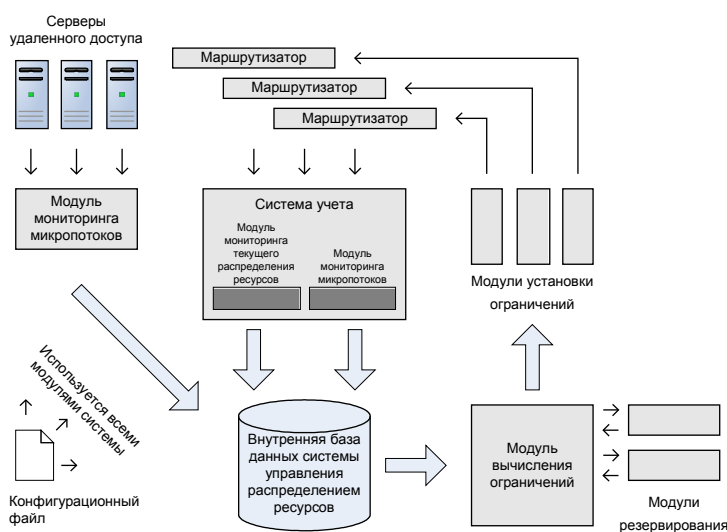 Серверы
удаленного доступа
Маршрутизатор
Маршрутизатор
Маршрутизатор
Модуль
мониторинга
микропотоков
Система учета
Модуль
мониторинга
текущего
распределения
ресурсов
Модуль
мониторинга
микропотоков
Модули установки
ограничений
Используется всеми
модулями системы
Внутренняя база
данных системы
управления
распределением
ресурсов
Модуль
вычисления
ограничений
Конфигурационный
файл
Модули
резервирования